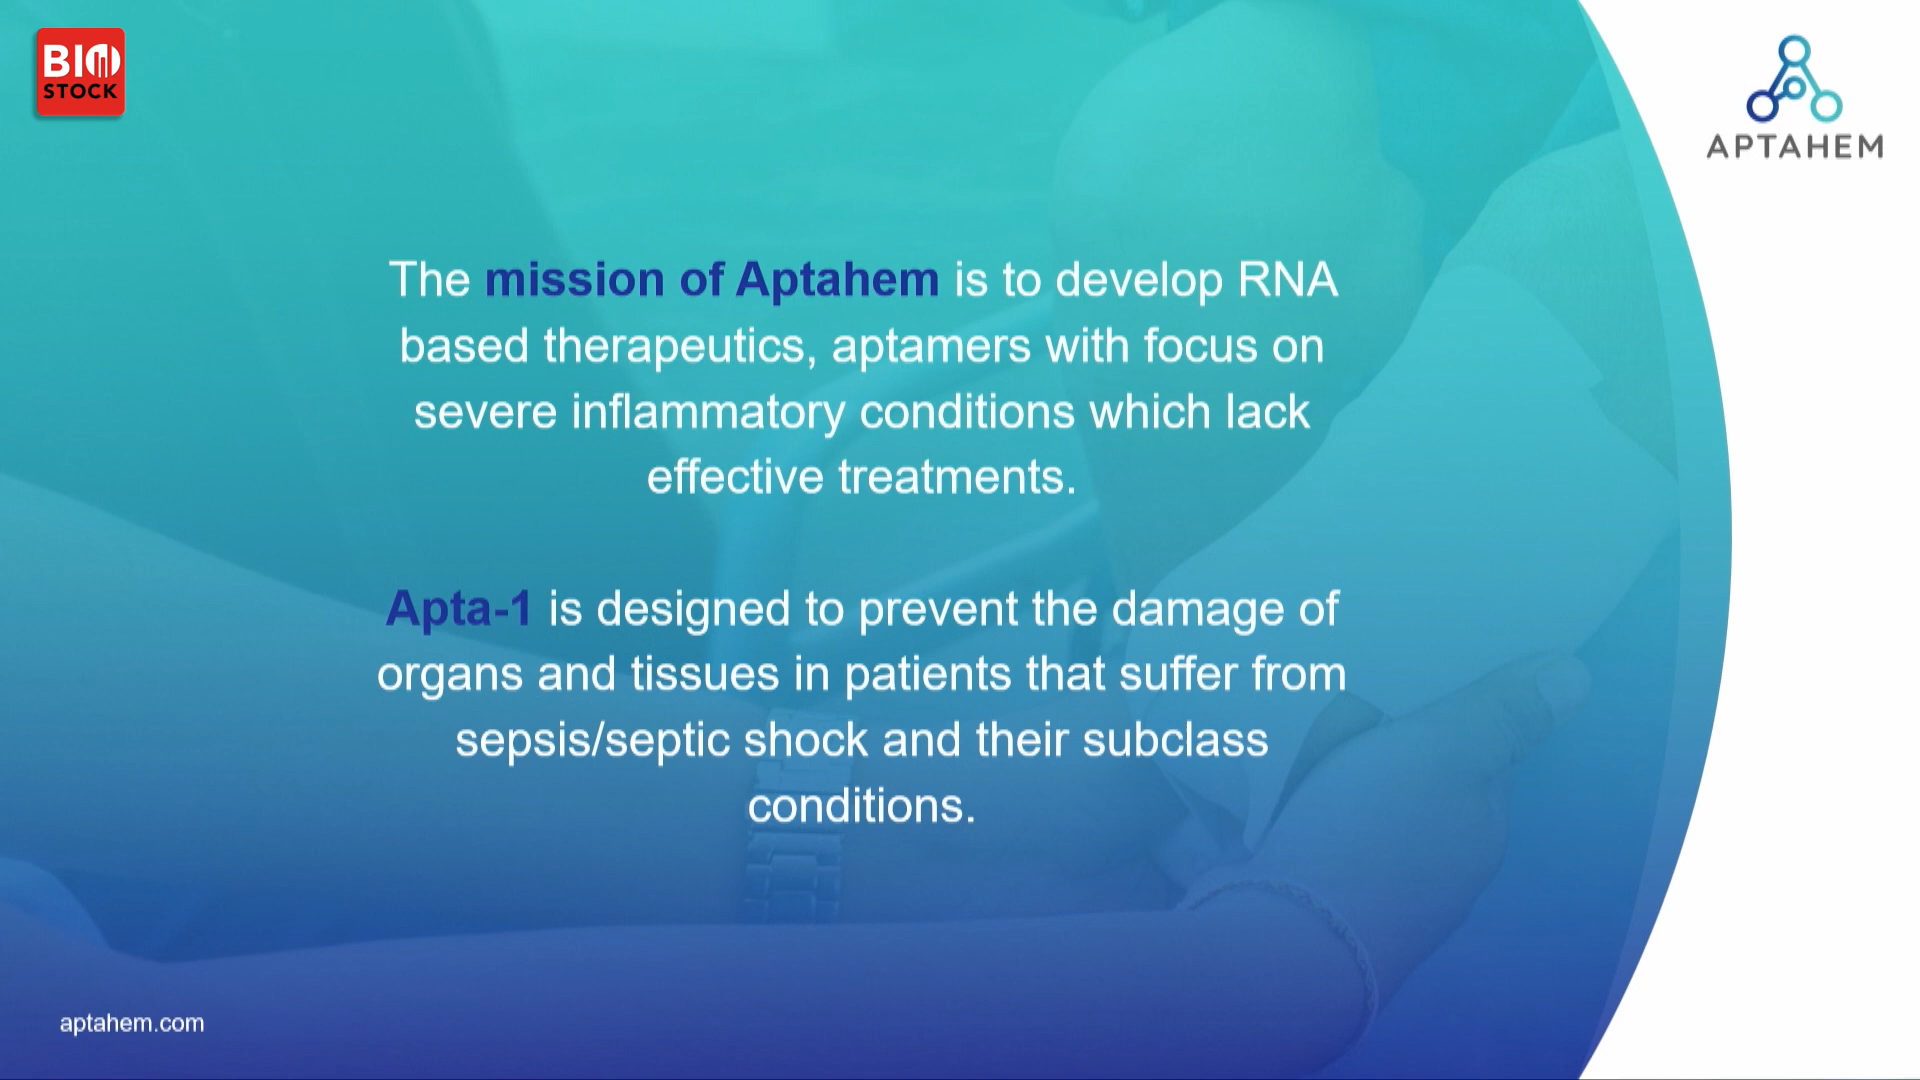 BIO
STOCK
APTAHEM
The mission of Aptahem is to develop RNA
based therapeutics, aptamers with focus on
severe inflammatory conditions which lack
effective treatments.
Apta-1 is designed to prevent the damage of
organs and tissues in patients that suffer from
sepsis/septic shock and their subclass
conditions.
aptahem.com